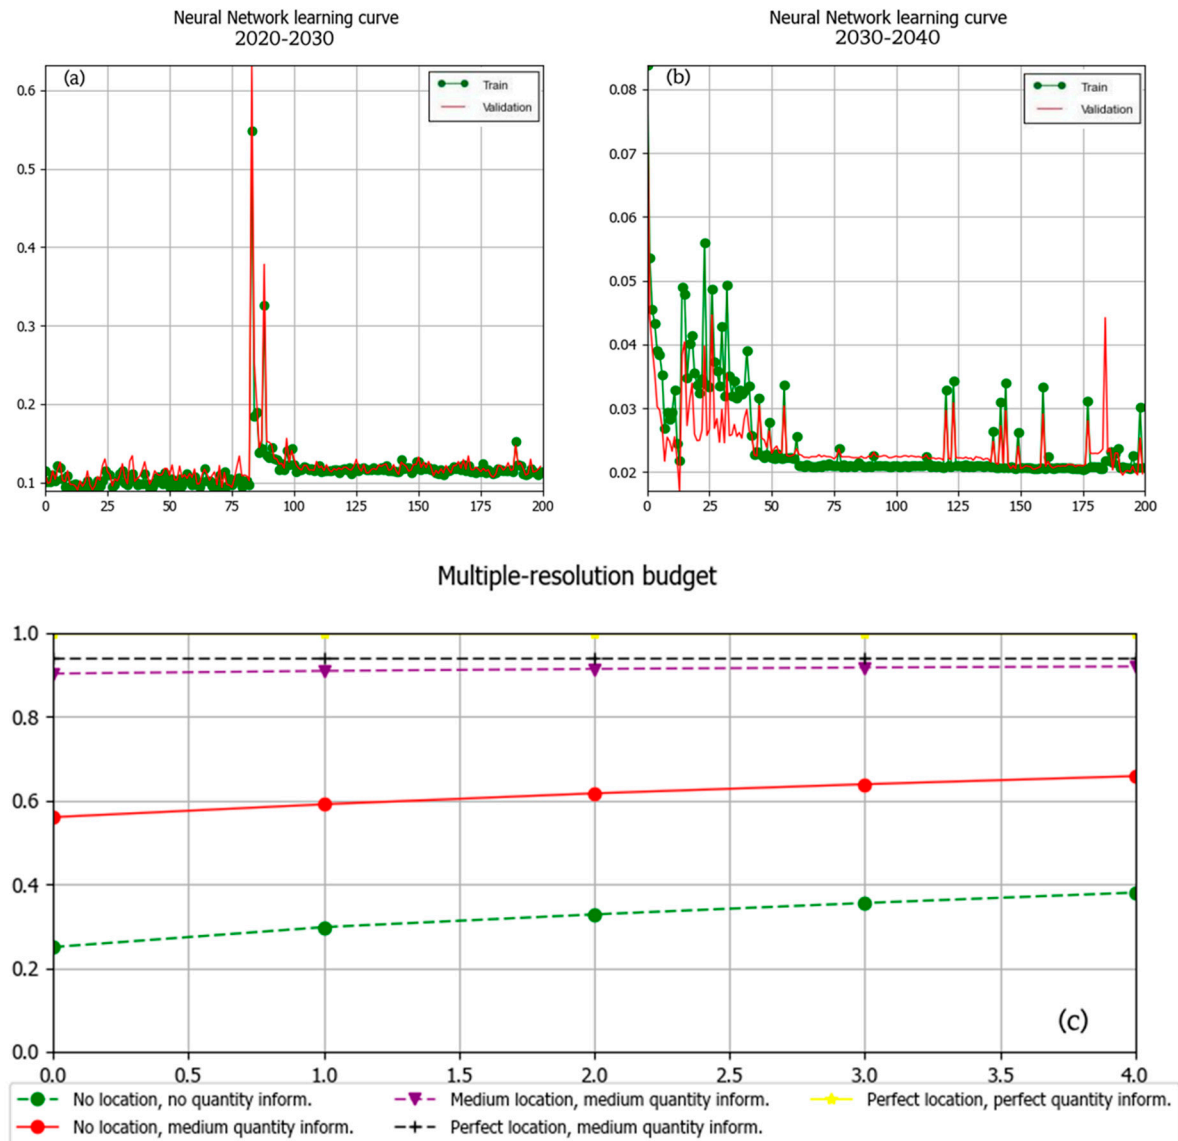 Neural Network learning curve
2020-2030
(a)
Train
Validation
0.6
0.5
0.4
0.3
0.2
0.1
0 25 50 75 100 125 150 175 200
Neural Network learning curve
2030-2040
(b)
Train
Validation
0.08
0.07
0.06
0.05
0.04
0.03
0.02
0 25 50 75 100 125 150 175 200
Multiple-resolution budget
1.0
0.8
0.6
0.4
0.2
0.0
(c)
0.0 0.5 1.0 1.5 2.0 2.5 3.0 3.5 4.0
No location, no quantity inform.
No location, medium quantity inform.
Medium location, medium quantity inform.
Perfect location, medium quantity inform.
Perfect location, perfect quantity inform.